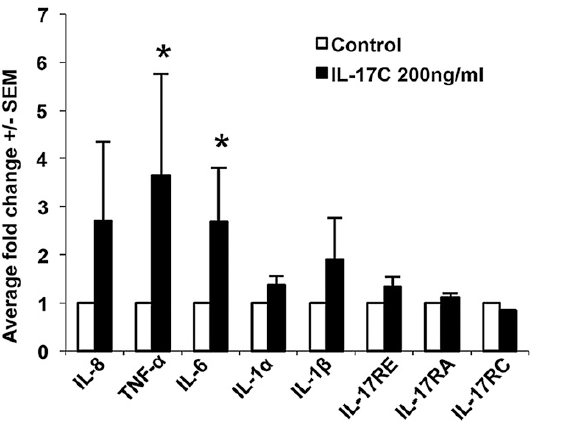 Average fold change +/- SEM
7
6
5
4
3
2
1
0
Control
IL-17C 200ng/ml
*
*
IL-8
TNF-α
IL-6
IL-1α
IL-1β
IL-17RE
IL-17RA
IL-17RC